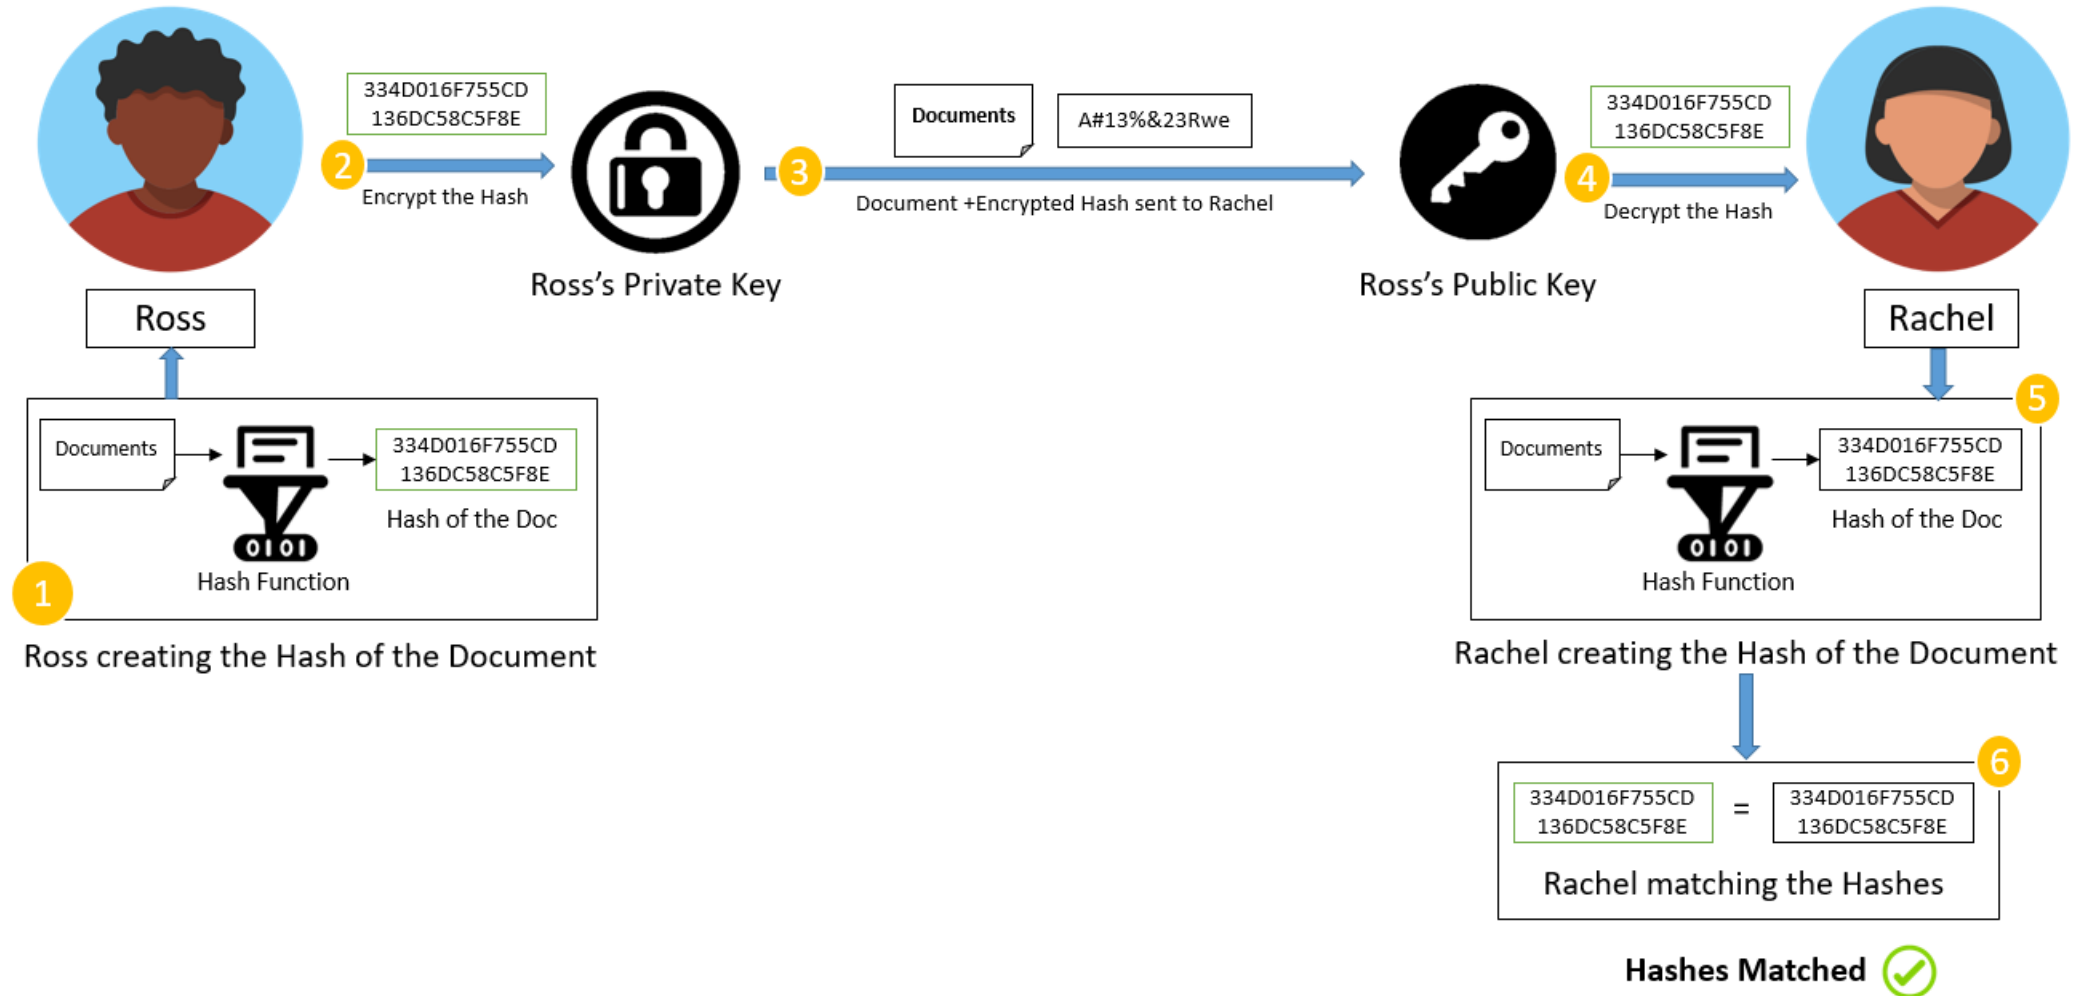 334D016F755CD
136DC58C5F8E
2
Encrypt the Hash
Ross's Private Key
Documents
A#13%&23Rwe
3
Document +Encrypted Hash sent to Rachel
Ross's Public Key
334D016F755CD
136DC58C5F8E
4
Decrypt the Hash
Ross
Rachel
Documents
334D016F755CD
136DC58C5F8E
Hash of the Doc
0101
Hash Function
1
Ross creating the Hash of the Document
5
Documents
334D016F755CD
136DC58C5F8E
Hash of the Doc
0101
Hash Function
Rachel creating the Hash of the Document
6
334D016F755CD
136DC58C5F8E
=
334D016F755CD
136DC58C5F8E
Rachel matching the Hashes
Hashes Matched